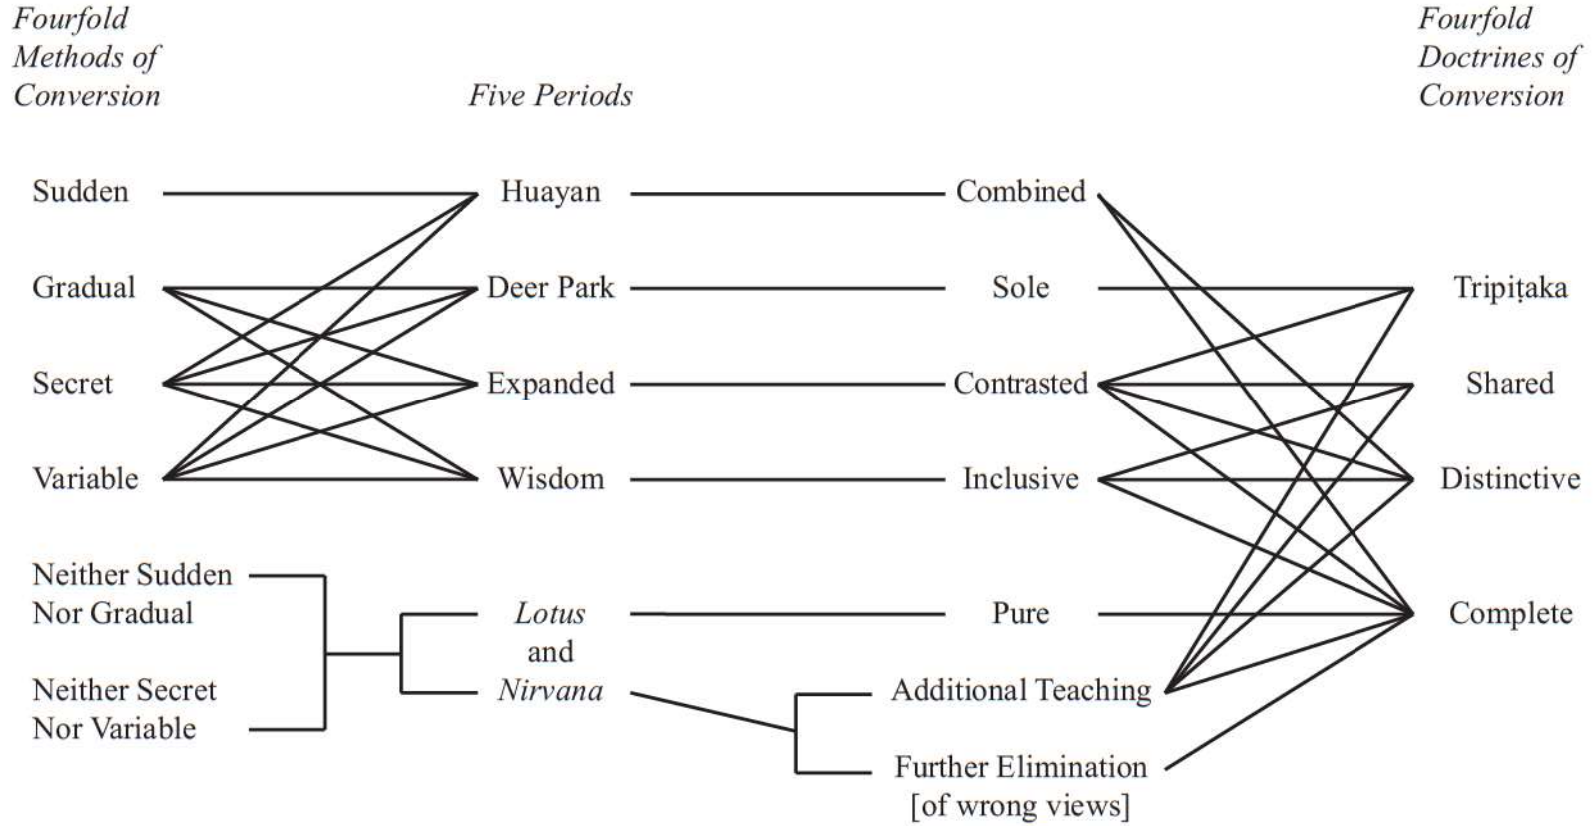 Fourfold
Methods of
Conversion
Five Periods
Fourfold
Doctrines of
Conversion
Sudden
Huayan
Combined
Gradual
Deer Park
Sole
Tripiṭaka
Secret
Expanded
Contrasted
Shared
Variable
Wisdom
Inclusive
Distinctive
Neither Sudden
Nor Gradual
Lotus
and
Nirvana
Pure
Complete
Neither Secret
Nor Variable
Additional Teaching
Further Elimination
[of wrong views]